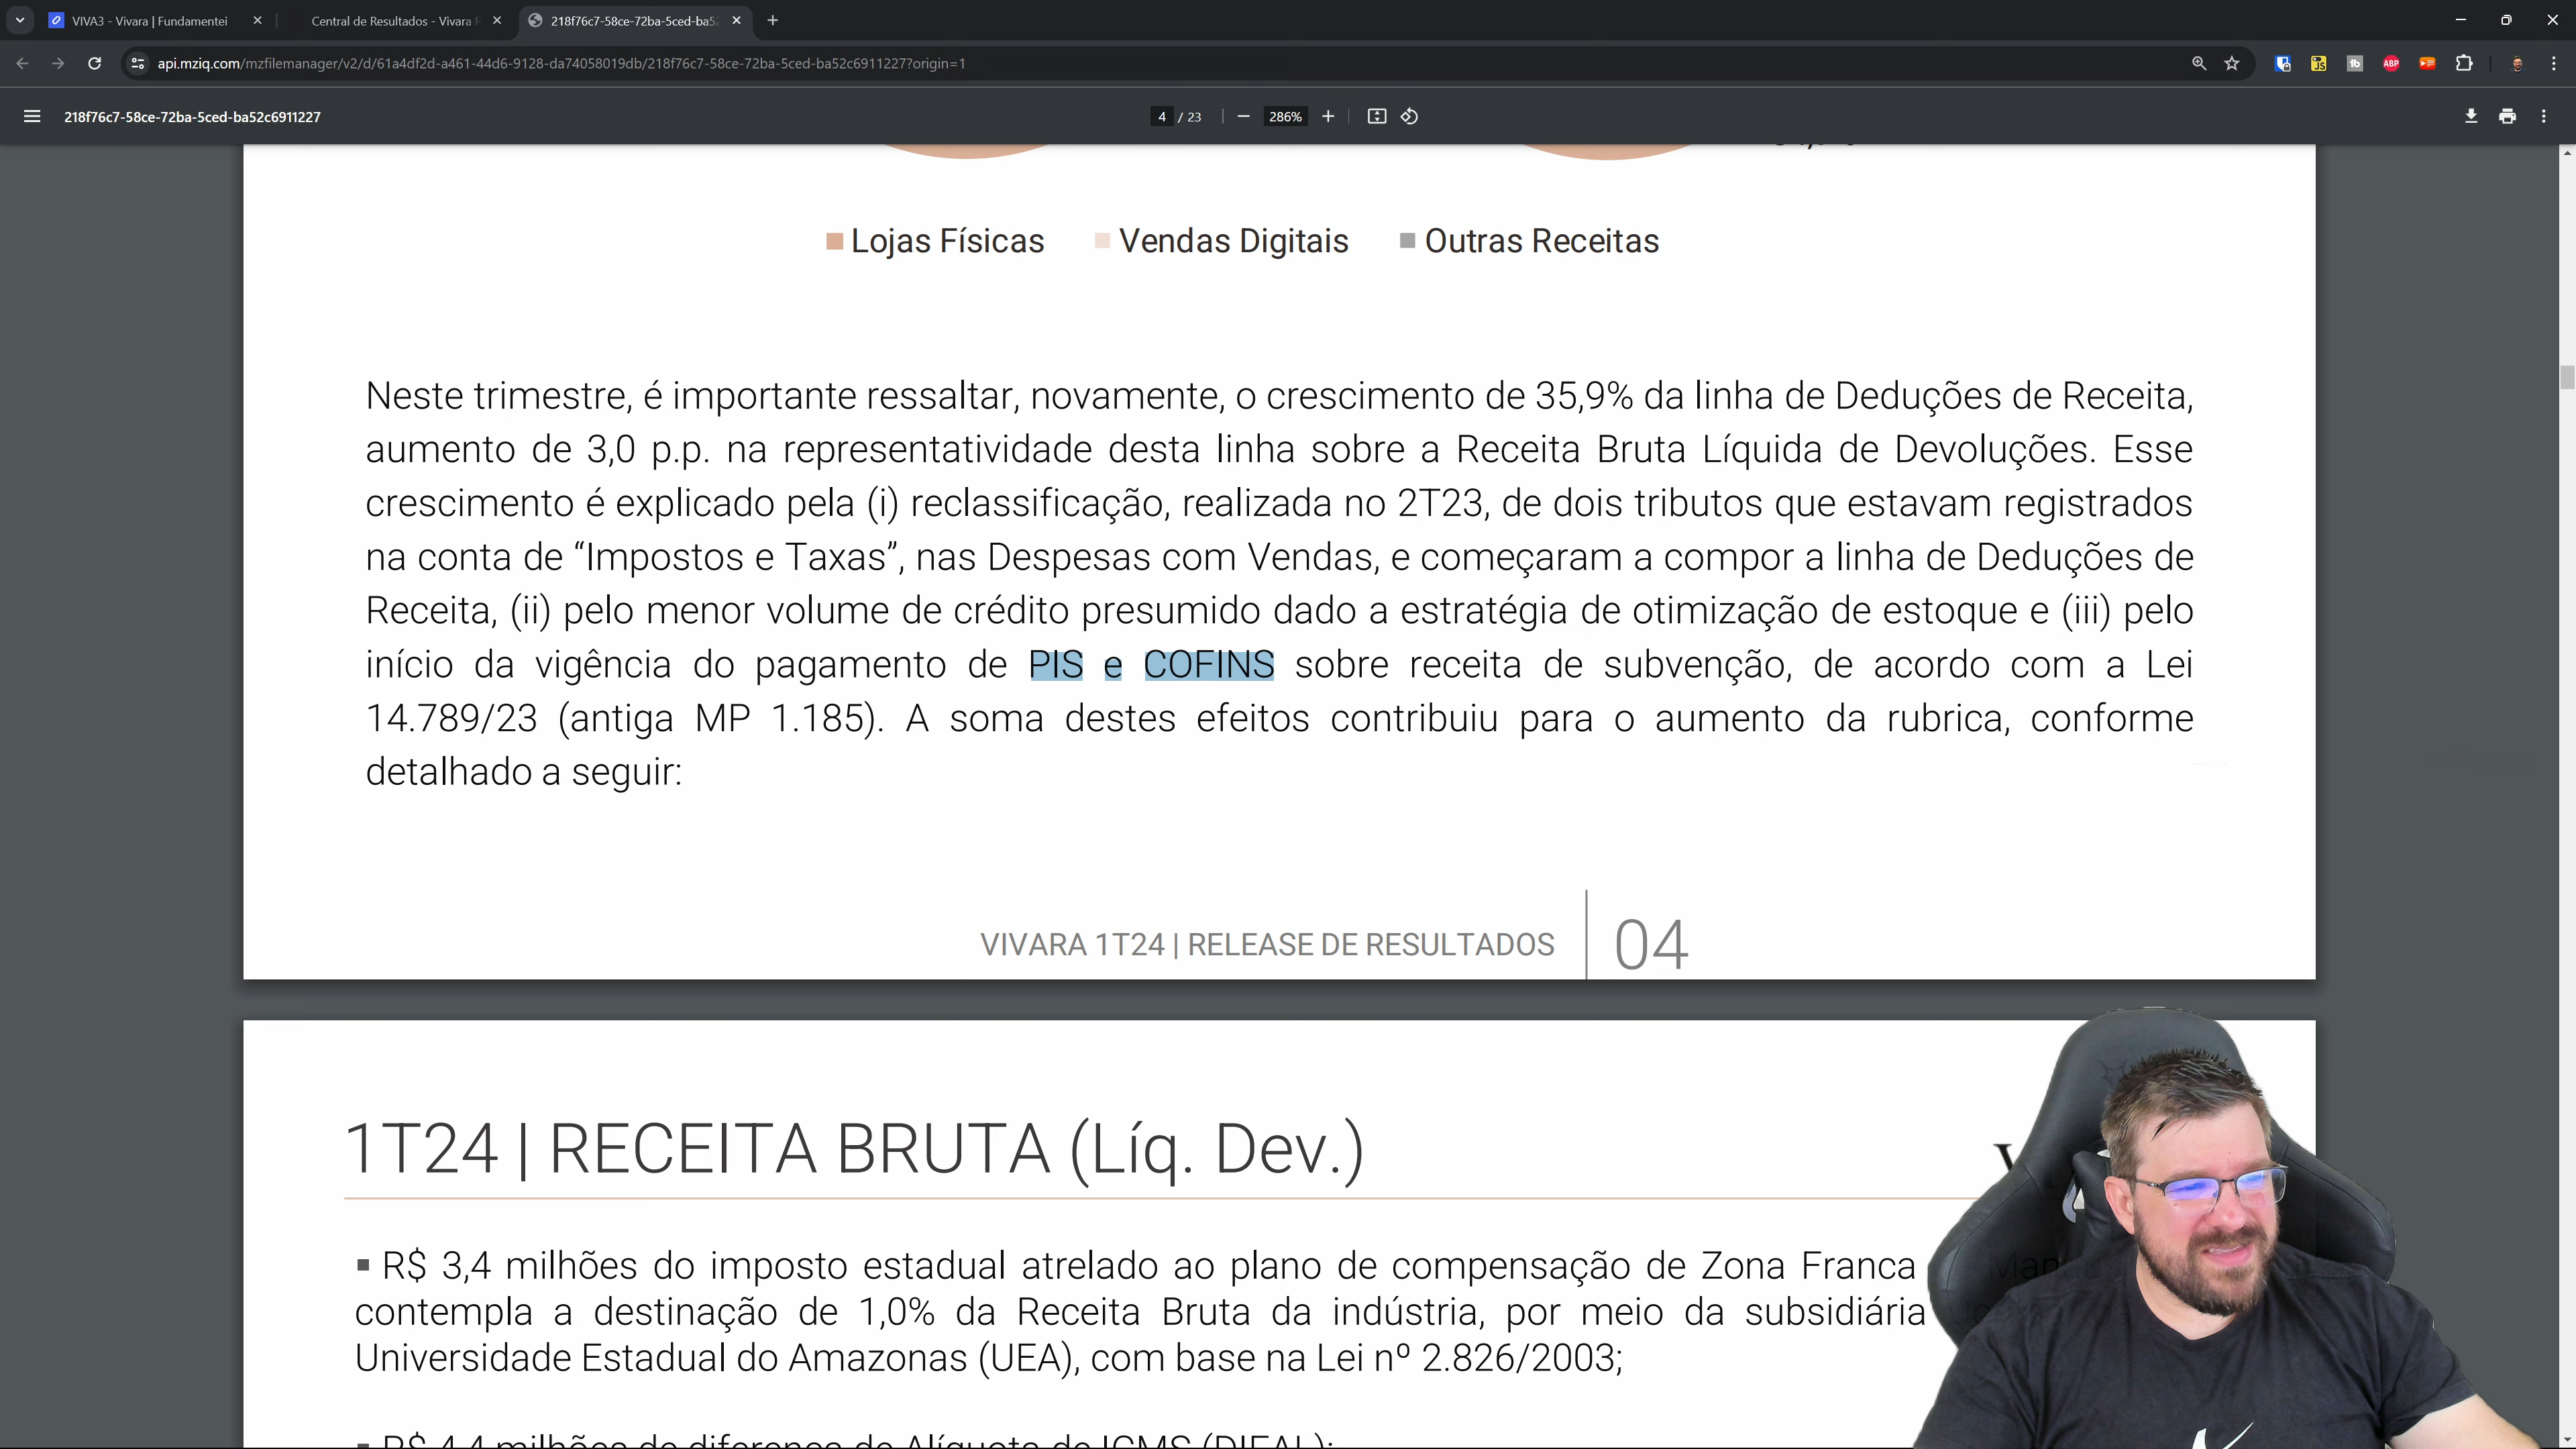 VIVA3 - Vivara | Fundamentei
Central de Resultados - Vivara
218f76c7-58ce-72ba-5ced-ba5
api.mziq.com/mzfilemanager/v2/d/61a4df2d-a461-44d6-9128-da74058019db/218f76c7-58ce-72ba-5ced-ba52c6911227?origin=1
218f76c7-58ce-72ba-5ced-ba52c6911227
4 / 23
286%
Lojas Físicas Vendas Digitais Outras Receitas
Neste trimestre, é importante ressaltar, novamente, o crescimento de 35,9% da linha de Deduções de Receita,
aumento de 3,0 p.p. na representatividade desta linha sobre a Receita Bruta Líquida de Devoluções. Esse
crescimento é explicado pela (i) reclassificação, realizada no 2T23, de dois tributos que estavam registrados
na conta de “Impostos e Taxas”, nas Despesas com Vendas, e começaram a compor a linha de Deduções de
Receita, (ii) pelo menor volume de crédito presumido dado a estratégia de otimização de estoque e (iii) pelo
início da vigência do pagamento de PIS e COFINS sobre receita de subvenção, de acordo com a Lei
14.789/23 (antiga MP 1.185). A soma destes efeitos contribuiu para o aumento da rubrica, conforme
detalhado a seguir:
VIVARA 1T24 | RELEASE DE RESULTADOS 04
1T24 | RECEITA BRUTA (Líq. Dev.)
▪ R$ 3,4 milhões do imposto estadual atrelado ao plano de compensação de Zona Franca
contempla a destinação de 1,0% da Receita Bruta da indústria, por meio da subsidiária
Universidade Estadual do Amazonas (UEA), com base na Lei nº 2.826/2003;
▪ R$ 4,4 milhões do diferença de Alíquota de ICMS (DIFAL);